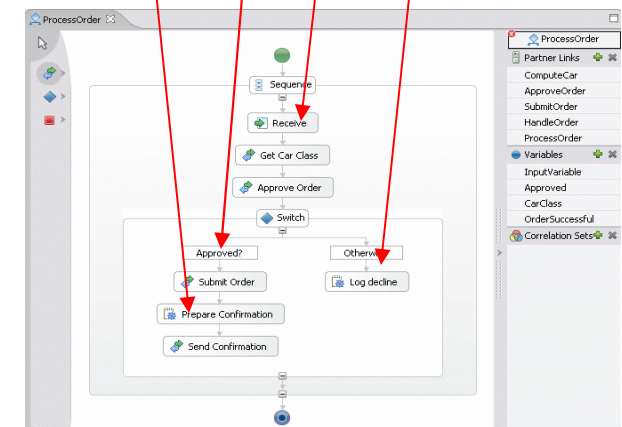 ProcessOrder
Sequence
Receive
Get Car Class
Approve Order
Switch
Approved?
Submit Order
Log decline
Prepare Confirmation
Send Confirmation
ProcessOrder
Partner Links
ComputeCar
ApproveOrder
SubmitOrder
HandleOrder
ProcessOrder
Variables
InputVariable
Approved
CarClass
OrderSuccessful
Correlation Sets